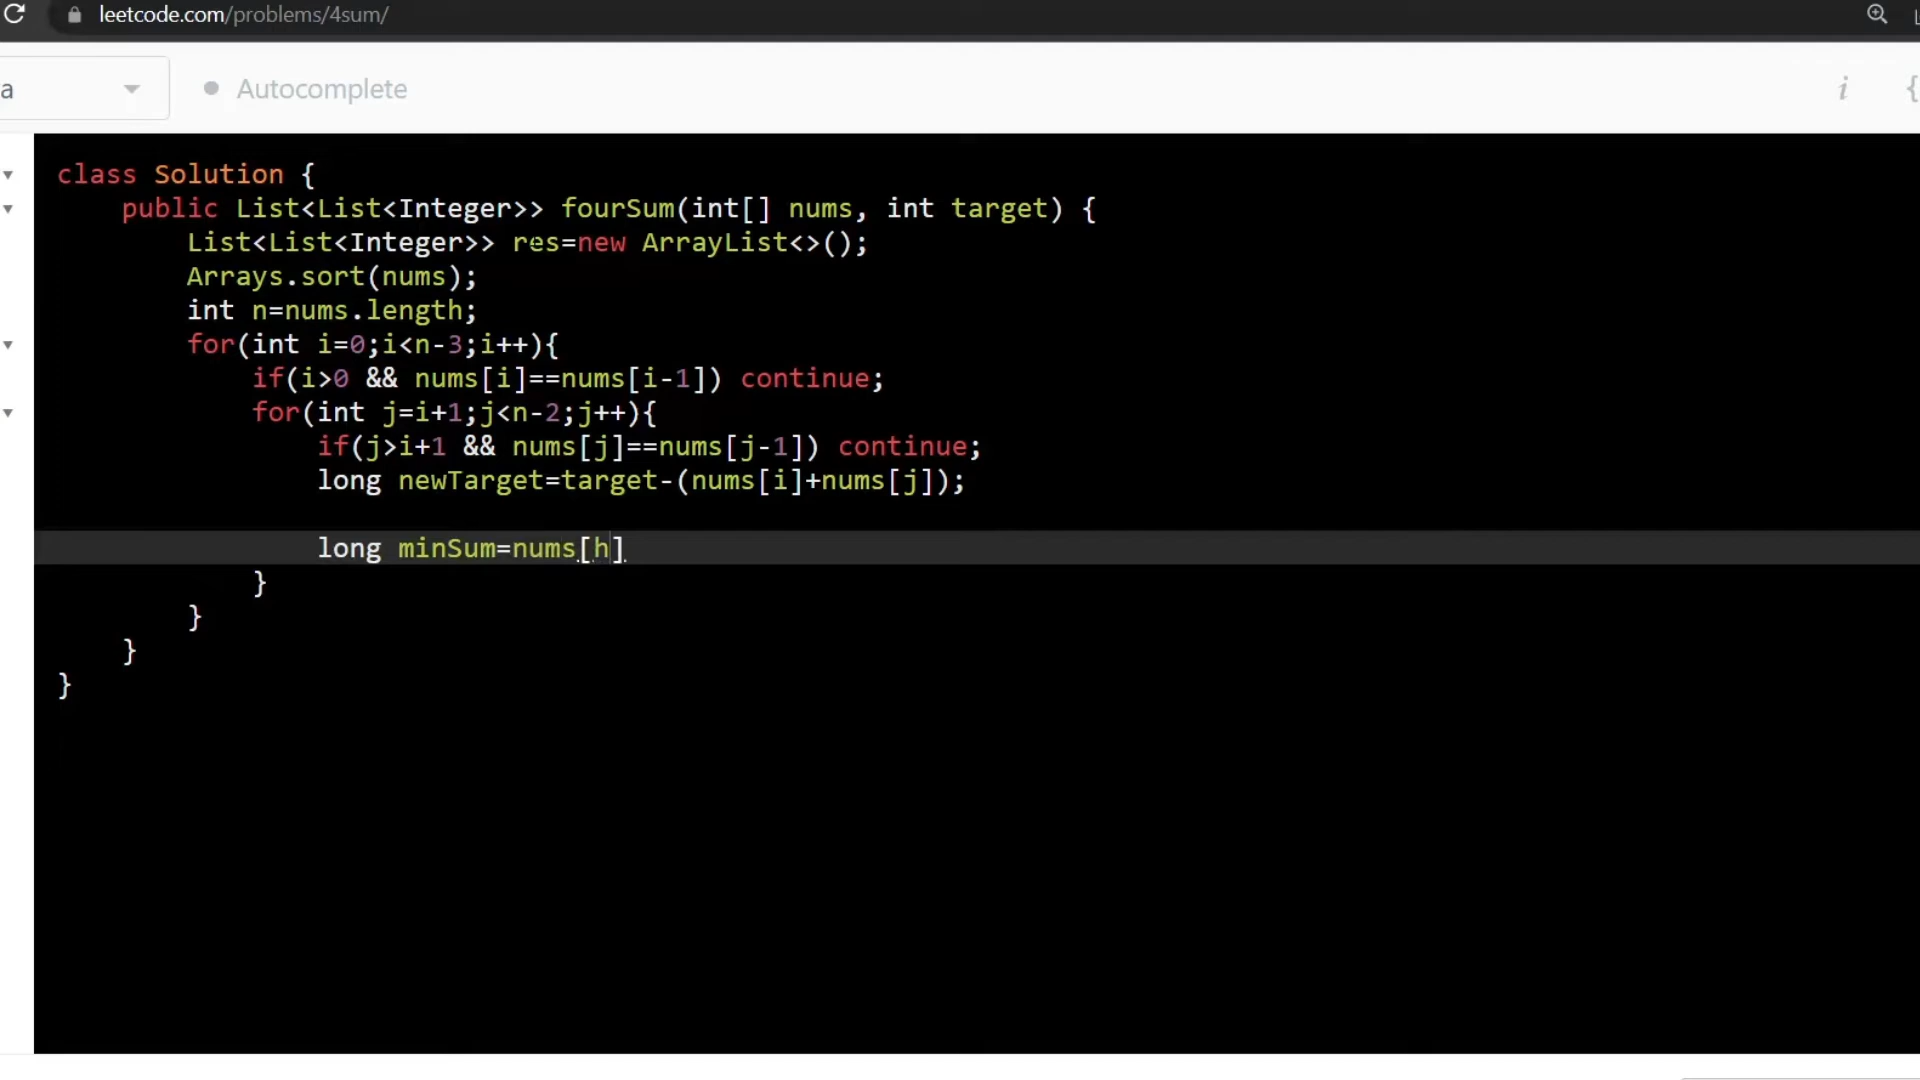 leetcode.com/problems/4sum/
a
Autocomplete
i {
class Solution {
public List<List<Integer>> fourSum(int[] nums, int target) {
List<List<Integer>> res=new ArrayList<>();
Arrays.sort(nums);
int n=nums.length;
for(int i=0;i<n-3;i++){
if(i>0 && nums[i]==nums[i-1]) continue;
for(int j=i+1;j<n-2;j++){
if(j>i+1 && nums[j]==nums[j-1]) continue;
long newTarget=target-(nums[i]+nums[j]);
long minSum=nums[h]
}
}
}
}